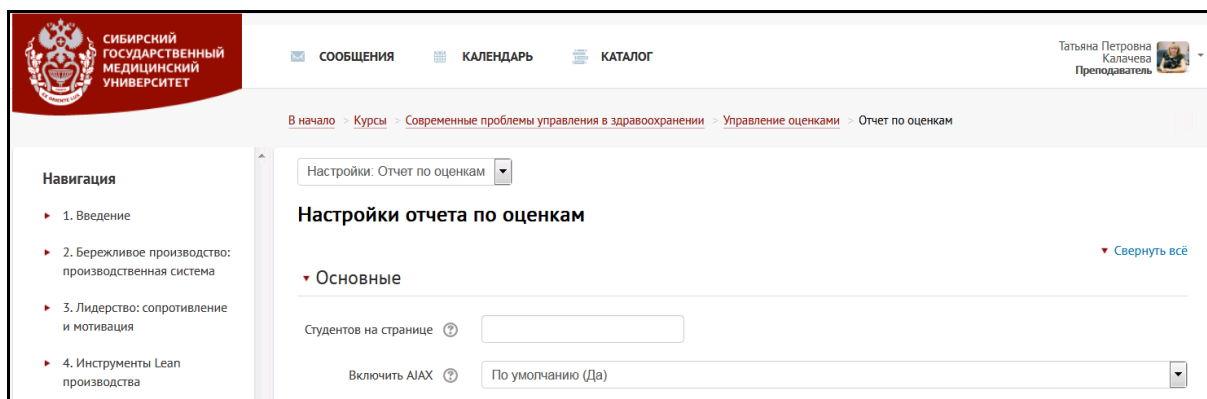 СИБИРСКИЙ
ГОСУДАРСТВЕННЫЙ
МЕДИЦИНСКИЙ
УНИВЕРСИТЕТ
EX ORIENTE LUX
СООБЩЕНИЯ КАЛЕНДАРЬ КАТАЛОГ
Татьяна Петровна
Калачева
Преподаватель
В начало > Курсы > Современные проблемы управления в здравоохранении > Управление оценками > Отчет по оценкам
Навигация
1. Введение
2. Бережливое производство:
производственная система
3. Лидерство: сопротивление
и мотивация
4. Инструменты Lean
производства
Настройки: Отчет по оценкам
Настройки отчета по оценкам
Свернуть всё
Основные
Студентов на странице ?
Включить AJAX ? По умолчанию (Да)